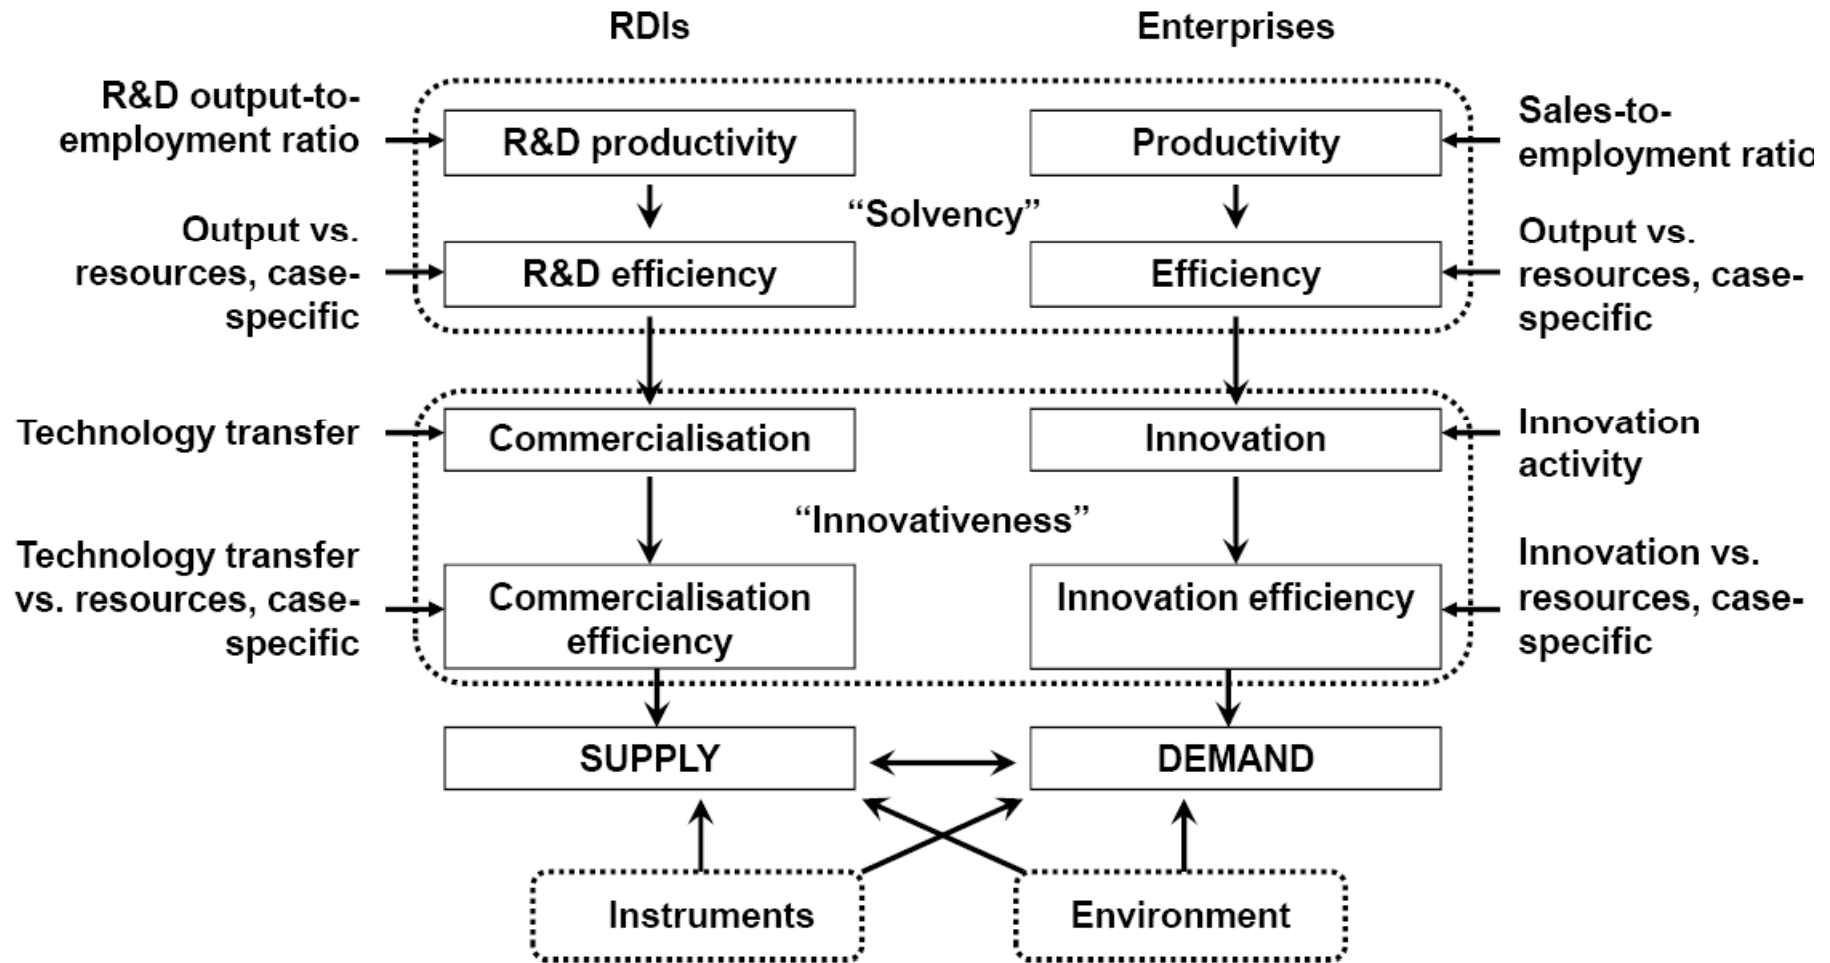 RDIs
Enterprises
R&D output-to-
employment ratio
R&D productivity
Productivity
Sales-to-
employment ratio
“Solvency”
Output vs.
resources, case-
specific
R&D efficiency
Efficiency
Output vs.
resources, case-
specific
Technology transfer
Commercialisation
Innovation
Innovation
activity
“Innovativeness”
Technology transfer
vs. resources, case-
specific
Commercialisation
efficiency
Innovation efficiency
Innovation vs.
resources, case-
specific
SUPPLY
DEMAND
Instruments
Environment